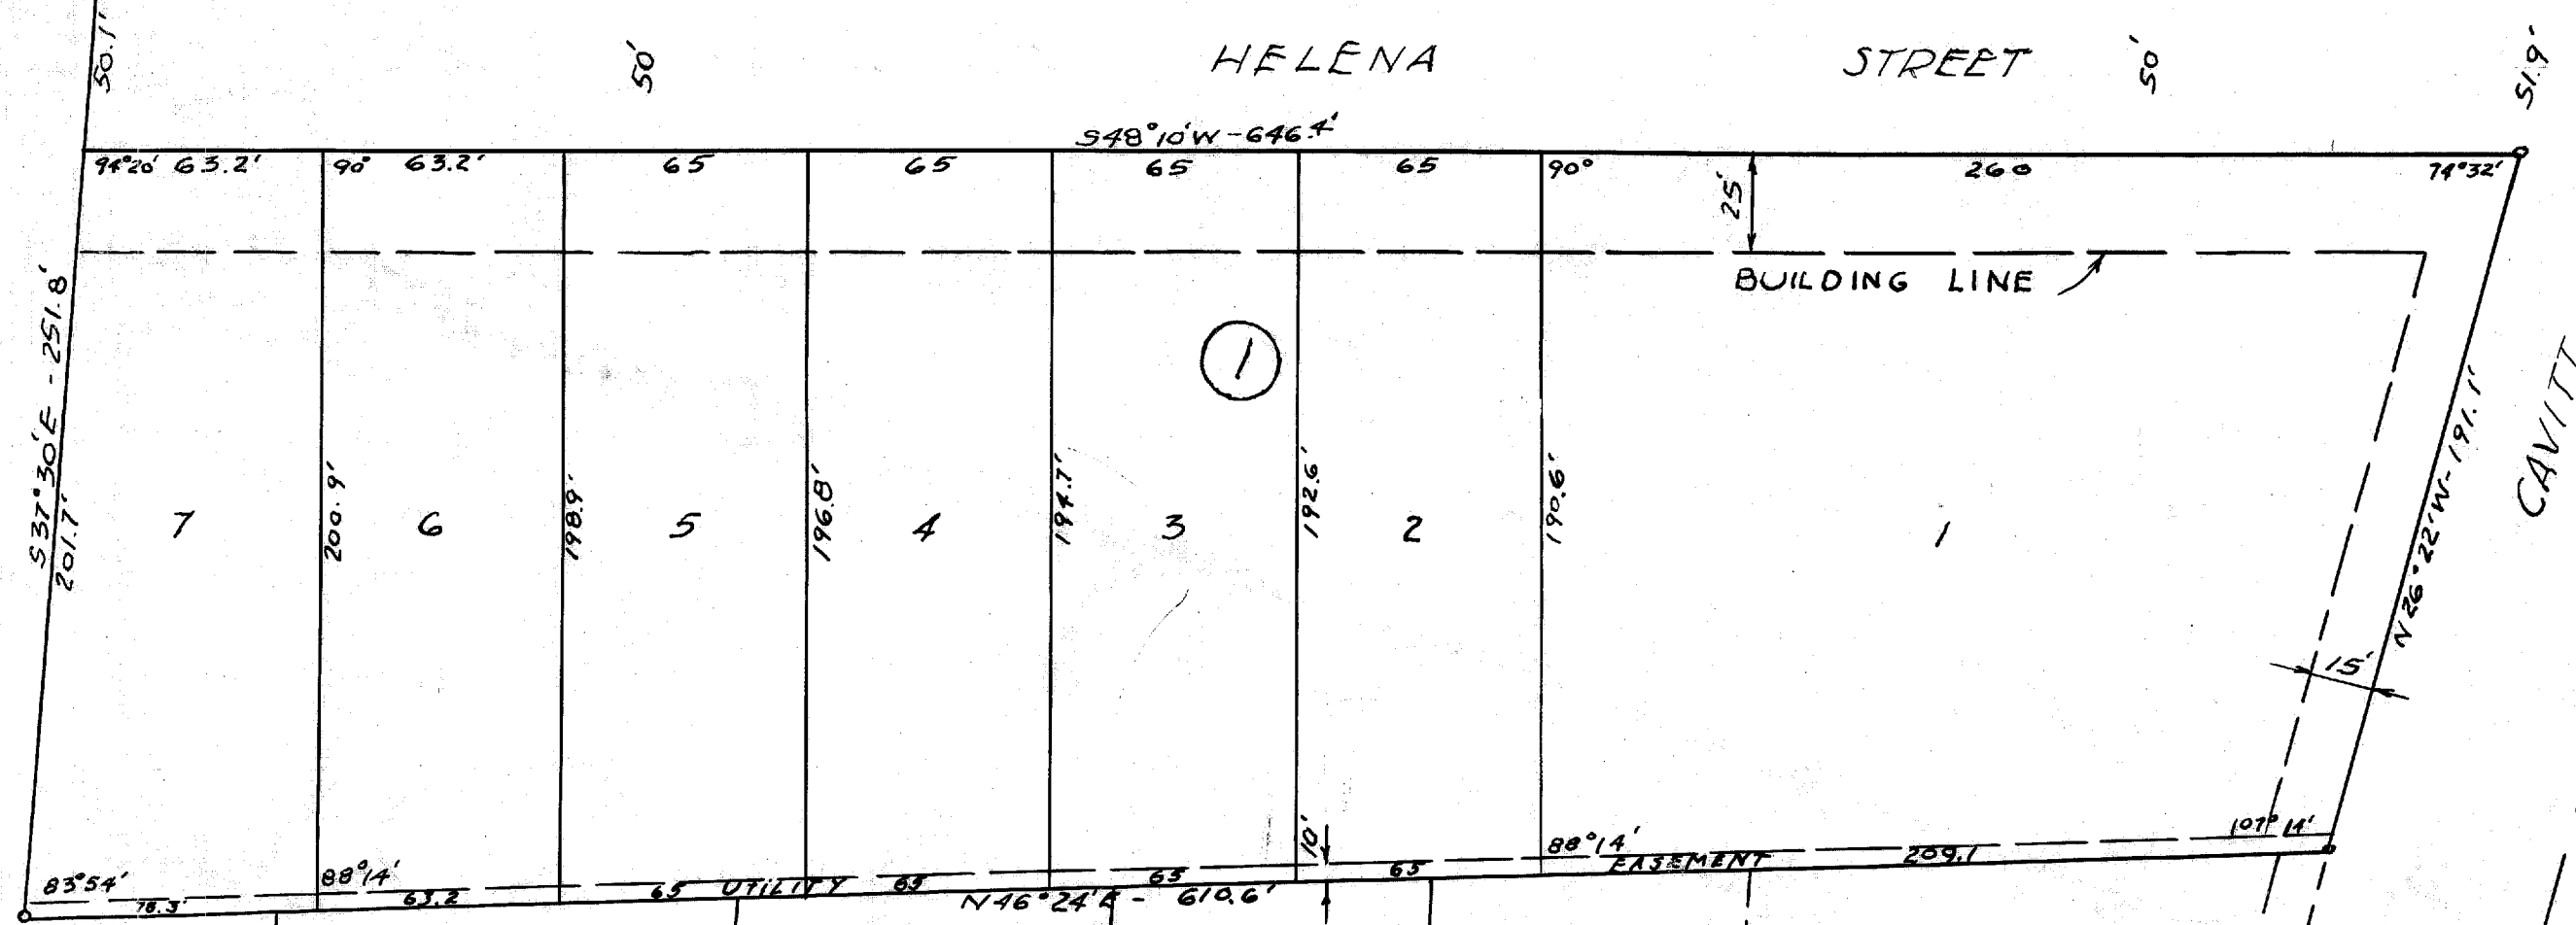 50.1'
50'
HELENA STREET
50'
51.9'
S48°10'W - 646.4'
94°20' 63.2' 90° 63.2' 65 65 65 65 90° 260 74°32'
25'
BUILDING LINE
1
S37°30'E - 251.8'
201.7'
7
200.9'
6
198.9'
5
196.8'
4
194.7'
3
192.6'
2
190.6'
1
N26°22'W - 191.1'
CAVITT
15'
10'
83°54' 88°14' 88°14' 107°14'
78.3' 63.2 65 UTILITY 65 65 65 EASEMENT 209.1
N46°24'E - 610.6'